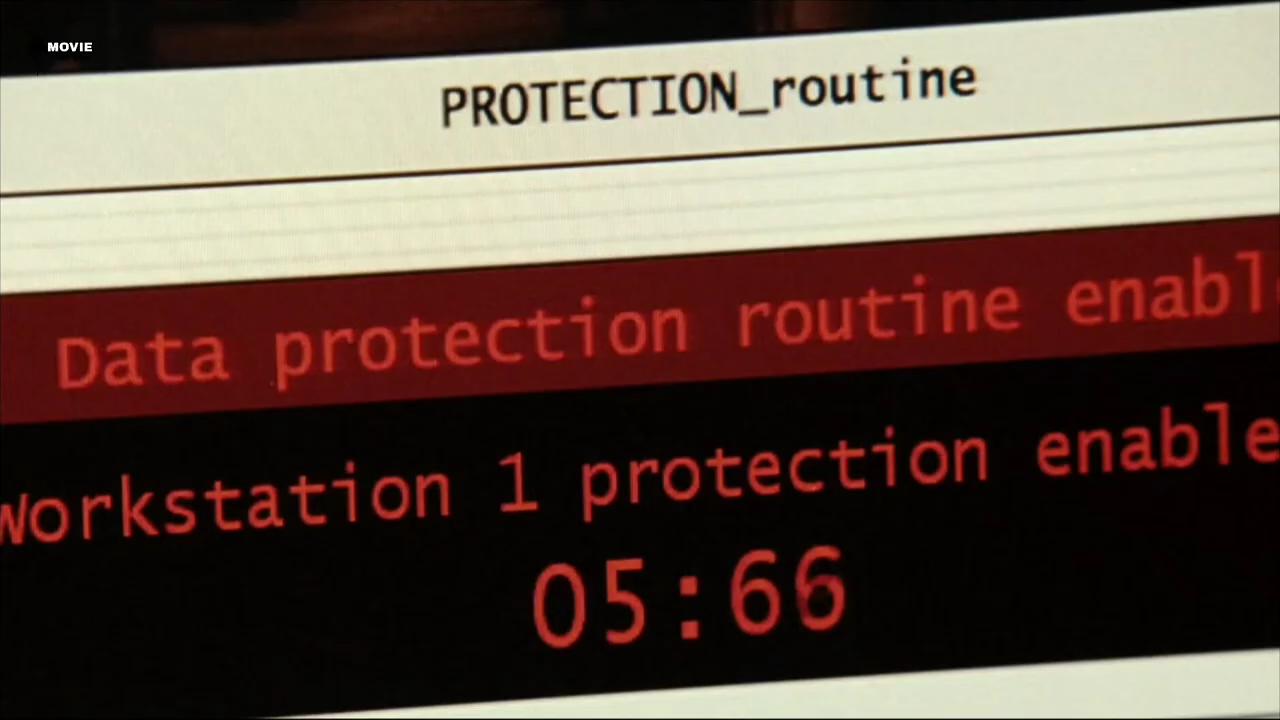 MOVIE
PROTECTION_routine
Data protection routine enabl
Workstation 1 protection enable
05:66